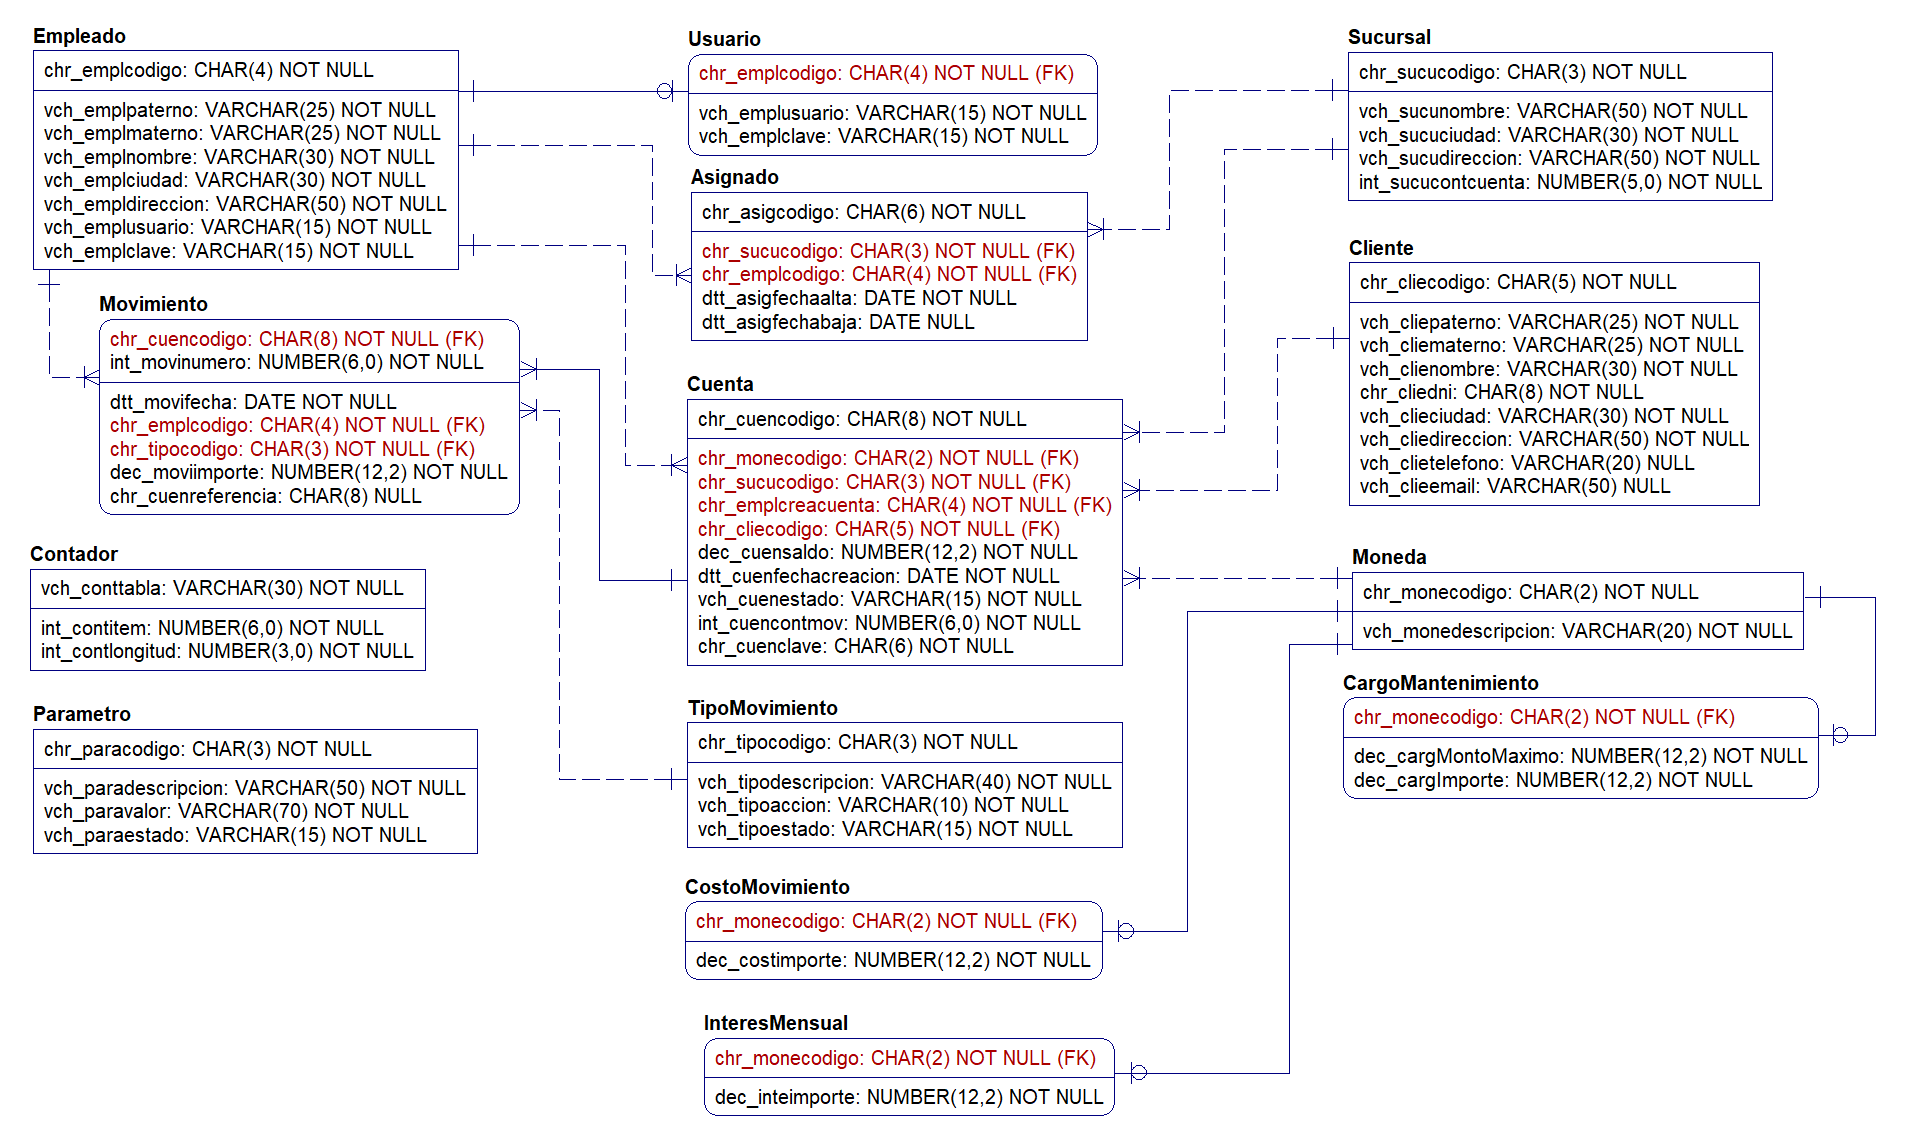 Empleado
chr_emplcodigo: CHAR(4) NOT NULL
vch_emplpaterno: VARCHAR(25) NOT NULL
vch_emplmaterno: VARCHAR(25) NOT NULL
vch_emplnombre: VARCHAR(30) NOT NULL
vch_emplciudad: VARCHAR(30) NOT NULL
vch_empldireccion: VARCHAR(50) NOT NULL
vch_emplusuario: VARCHAR(15) NOT NULL
vch_emplclave: VARCHAR(15) NOT NULL
Usuario
chr_emplcodigo: CHAR(4) NOT NULL (FK)
vch_emplusuario: VARCHAR(15) NOT NULL
vch_emplclave: VARCHAR(15) NOT NULL
Sucursal
chr_sucucodigo: CHAR(3) NOT NULL
vch_sucunombre: VARCHAR(50) NOT NULL
vch_sucuciudad: VARCHAR(30) NOT NULL
vch_sucudireccion: VARCHAR(50) NOT NULL
int_sucucontcuenta: NUMBER(5,0) NOT NULL
Asignado
chr_asigcodigo: CHAR(6) NOT NULL
chr_sucucodigo: CHAR(3) NOT NULL (FK)
chr_emplcodigo: CHAR(4) NOT NULL (FK)
dtt_asigfechaalta: DATE NOT NULL
dtt_asigfechabaja: DATE NULL
Cliente
chr_cliecodigo: CHAR(5) NOT NULL
vch_cliepaterno: VARCHAR(25) NOT NULL
vch_cliematerno: VARCHAR(25) NOT NULL
vch_clienombre: VARCHAR(30) NOT NULL
chr_cliedni: CHAR(8) NOT NULL
vch_clieciudad: VARCHAR(30) NOT NULL
vch_cliedireccion: VARCHAR(50) NOT NULL
vch_clietelefono: VARCHAR(20) NULL
vch_clieemail: VARCHAR(50) NULL
Movimiento
chr_cuencodigo: CHAR(8) NOT NULL (FK)
int_movinumero: NUMBER(6,0) NOT NULL
dtt_movifecha: DATE NOT NULL
chr_emplcodigo: CHAR(4) NOT NULL (FK)
chr_tipocodigo: CHAR(3) NOT NULL (FK)
dec_moviimporte: NUMBER(12,2) NOT NULL
chr_cuenreferencia: CHAR(8) NULL
Cuenta
chr_cuencodigo: CHAR(8) NOT NULL
chr_monecodigo: CHAR(2) NOT NULL (FK)
chr_sucucodigo: CHAR(3) NOT NULL (FK)
chr_emplcreacuenta: CHAR(4) NOT NULL (FK)
chr_cliecodigo: CHAR(5) NOT NULL (FK)
dec_cuensaldo: NUMBER(12,2) NOT NULL
dtt_cuenfechacreacion: DATE NOT NULL
vch_cuenestado: VARCHAR(15) NOT NULL
int_cuencontmov: NUMBER(6,0) NOT NULL
chr_cuenclave: CHAR(6) NOT NULL
Contador
vch_conttabla: VARCHAR(30) NOT NULL
int_contitem: NUMBER(6,0) NOT NULL
int_contlongitud: NUMBER(3,0) NOT NULL
Moneda
chr_monecodigo: CHAR(2) NOT NULL
vch_monedescripcion: VARCHAR(20) NOT NULL
CargoMantenimiento
chr_monecodigo: CHAR(2) NOT NULL (FK)
dec_cargMontoMaximo: NUMBER(12,2) NOT NULL
dec_cargImporte: NUMBER(12,2) NOT NULL
Parametro
chr_paracodigo: CHAR(3) NOT NULL
vch_paradescripcion: VARCHAR(50) NOT NULL
vch_paravalor: VARCHAR(70) NOT NULL
vch_paraestado: VARCHAR(15) NOT NULL
TipoMovimiento
chr_tipocodigo: CHAR(3) NOT NULL
vch_tipodescripcion: VARCHAR(40) NOT NULL
vch_tipoaccion: VARCHAR(10) NOT NULL
vch_tipoestado: VARCHAR(15) NOT NULL
CostoMovimiento
chr_monecodigo: CHAR(2) NOT NULL (FK)
dec_costimporte: NUMBER(12,2) NOT NULL
InteresMensual
chr_monecodigo: CHAR(2) NOT NULL (FK)
dec_inteimporte: NUMBER(12,2) NOT NULL